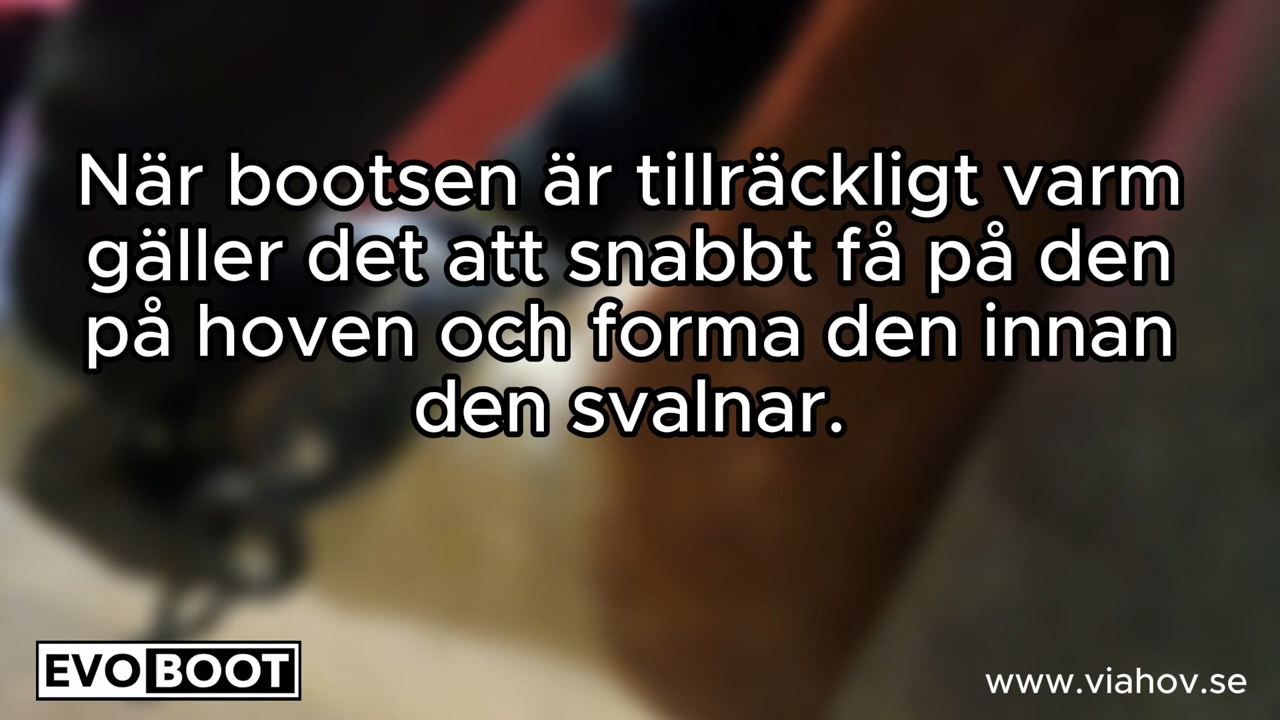 När bootsen är tillräckligt varm
gäller det att snabbt få på den
på hoven och forma den innan
den svalnar.
EVO BOOT
www.viahov.se